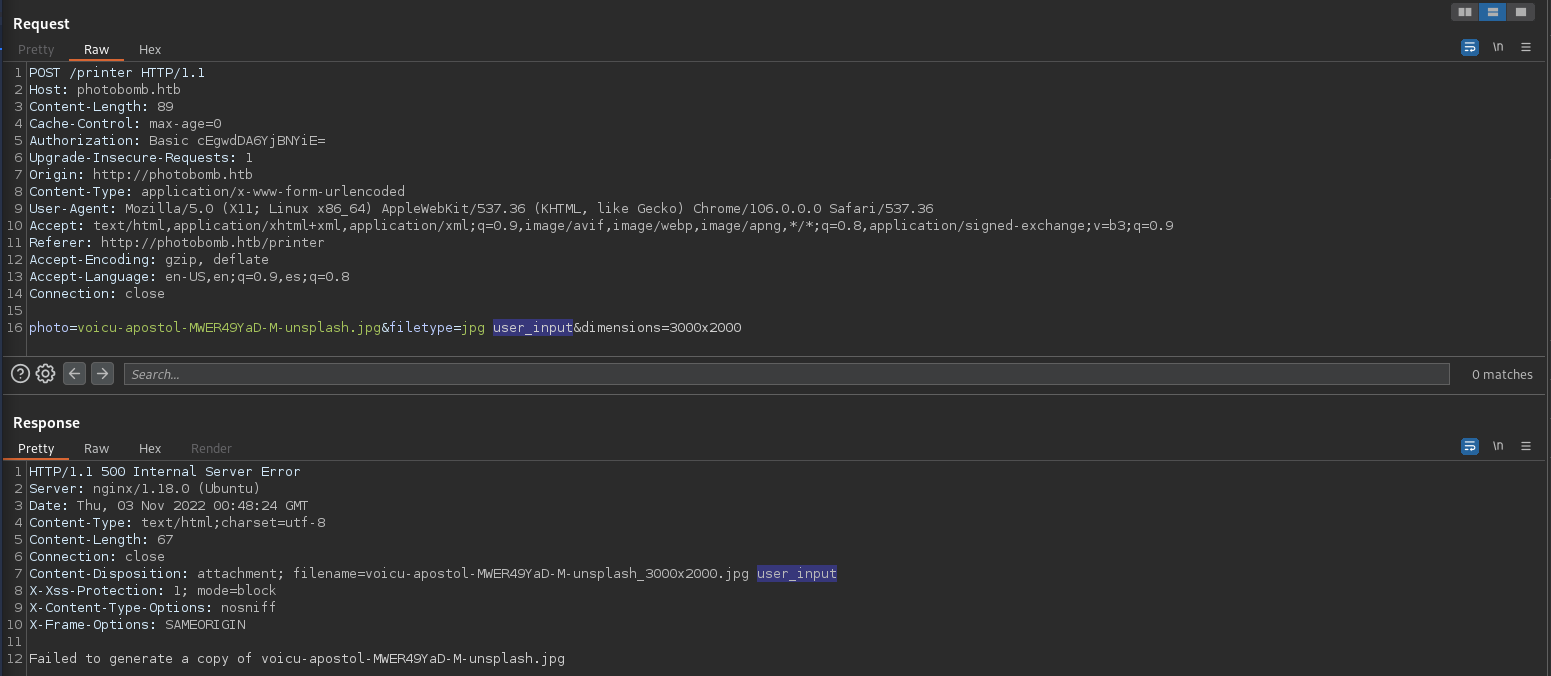 Request
Pretty Raw Hex
\n
1 POST /printer HTTP/1.1
2 Host: photobomb.htb
3 Content-Length: 89
4 Cache-Control: max-age=0
5 Authorization: Basic cEgwdDA6YjBNYiE=
6 Upgrade-Insecure-Requests: 1
7 Origin: http://photobomb.htb
8 Content-Type: application/x-www-form-urlencoded
9 User-Agent: Mozilla/5.0 (X11; Linux x86_64) AppleWebKit/537.36 (KHTML, like Gecko) Chrome/106.0.0.0 Safari/537.36
10 Accept: text/html,application/xhtml+xml,application/xml;q=0.9,image/avif,image/webp,image/apng,*/*;q=0.8,application/signed-exchange;v=b3;q=0.9
11 Referer: http://photobomb.htb/printer
12 Accept-Encoding: gzip, deflate
13 Accept-Language: en-US,en;q=0.9,es;q=0.8
14 Connection: close
15
16 photo=voicu-apostol-MWER49YaD-M-unsplash.jpg&filetype=jpg user_input&dimensions=3000x2000
Search... 0 matches
Response
Pretty Raw Hex Render
\n
1 HTTP/1.1 500 Internal Server Error
2 Server: nginx/1.18.0 (Ubuntu)
3 Date: Thu, 03 Nov 2022 00:48:24 GMT
4 Content-Type: text/html;charset=utf-8
5 Content-Length: 67
6 Connection: close
7 Content-Disposition: attachment; filename=voicu-apostol-MWER49YaD-M-unsplash_3000x2000.jpg user_input
8 X-Xss-Protection: 1; mode=block
9 X-Content-Type-Options: nosniff
10 X-Frame-Options: SAMEORIGIN
11
12 Failed to generate a copy of voicu-apostol-MWER49YaD-M-unsplash.jpg